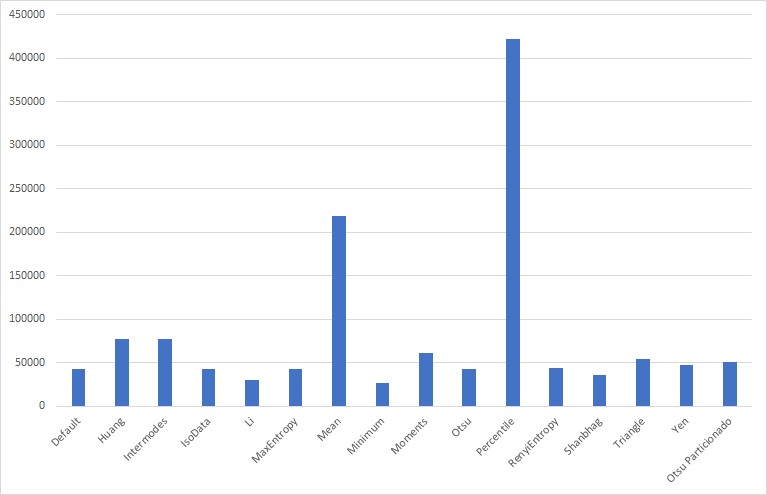 450000
400000
350000
300000
250000
200000
150000
100000
50000
0
Default
Huang
Intermodes
IsoData
Li
MaxEntropy
Mean
Minimum
Moments
Otsu
Percentile
RenyiEntropy
Shanbhag
Triangle
Yen
Otsu Particionado